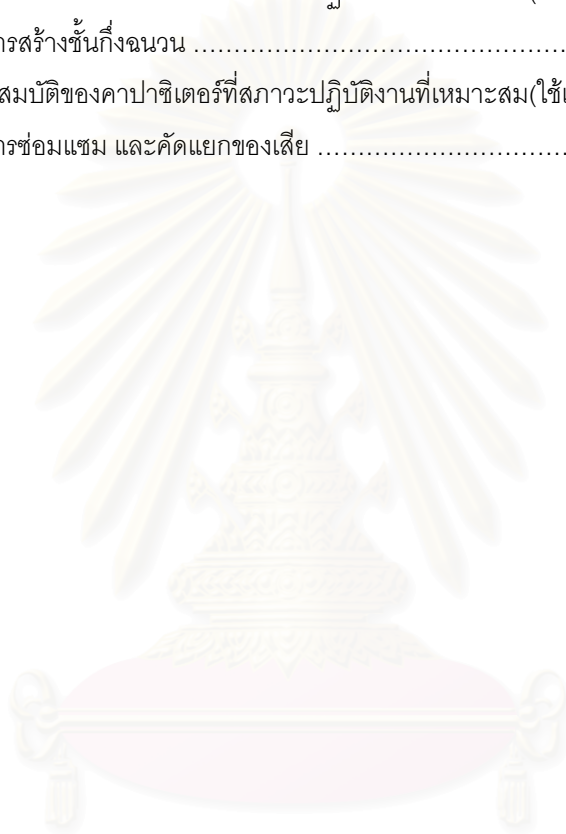 ารสร้างชั้นกึ่งฉนวน ..............................................
สมบัติของคาปาซิเตอร์ที่สภาวะปฏิบัติงานที่เหมาะสม(ใช้เ
ารซ่อมแซม และคัดแยกของเสีย ..............................